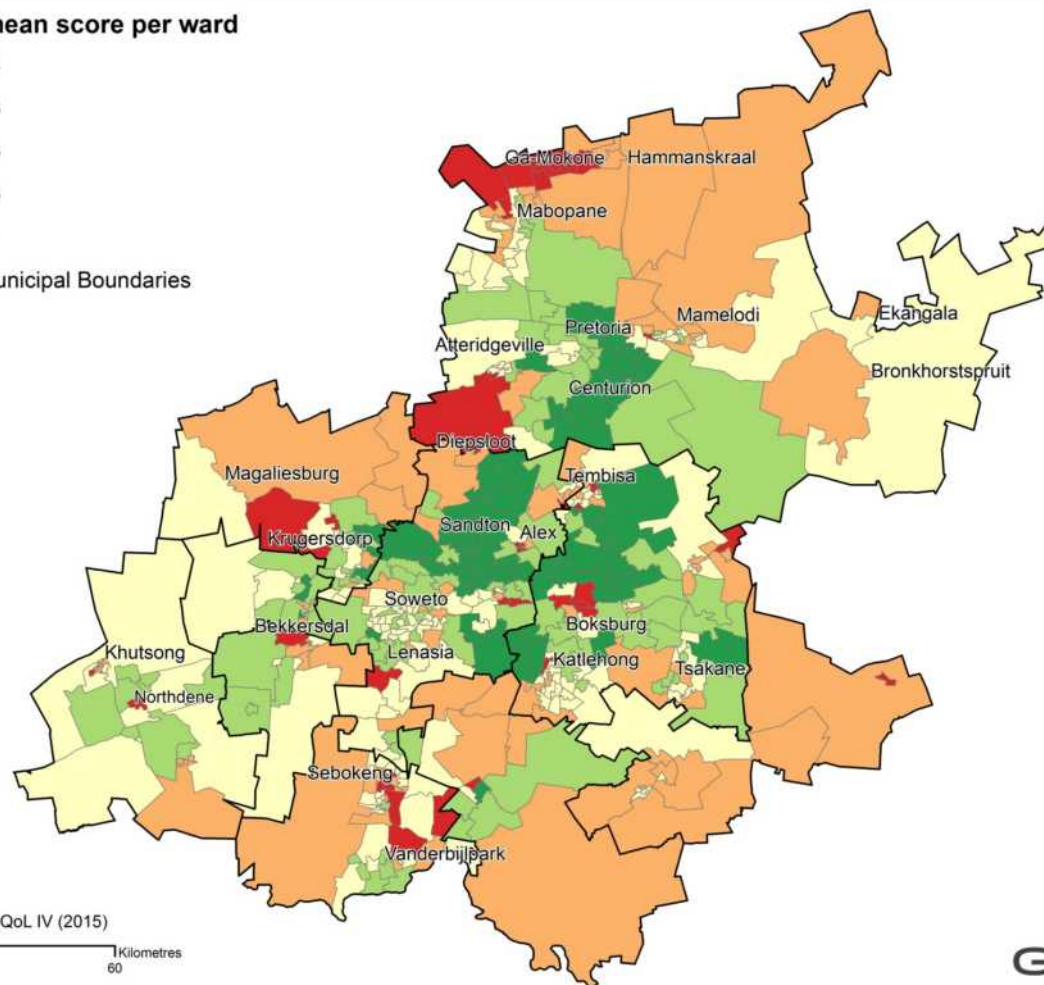 mean score per ward
unicipal Boundaries
Ga-Mokone
Hammanskraal
Mabopane
Ekangala
Mamelodi
Pretoria
Atteridgeville
Bronkhorstspruit
Centurion
Diepsloot
Magaliesburg
Tembisa
Sandton
Alex
Krugersdorp
Soweto
Boksburg
Bekkersdal
Lenasia
Katlehong
Khutsong
Tsakane
Northdene
Sebokeng
Vanderbijlpark
QoL IV (2015)
Kilometres
60
G